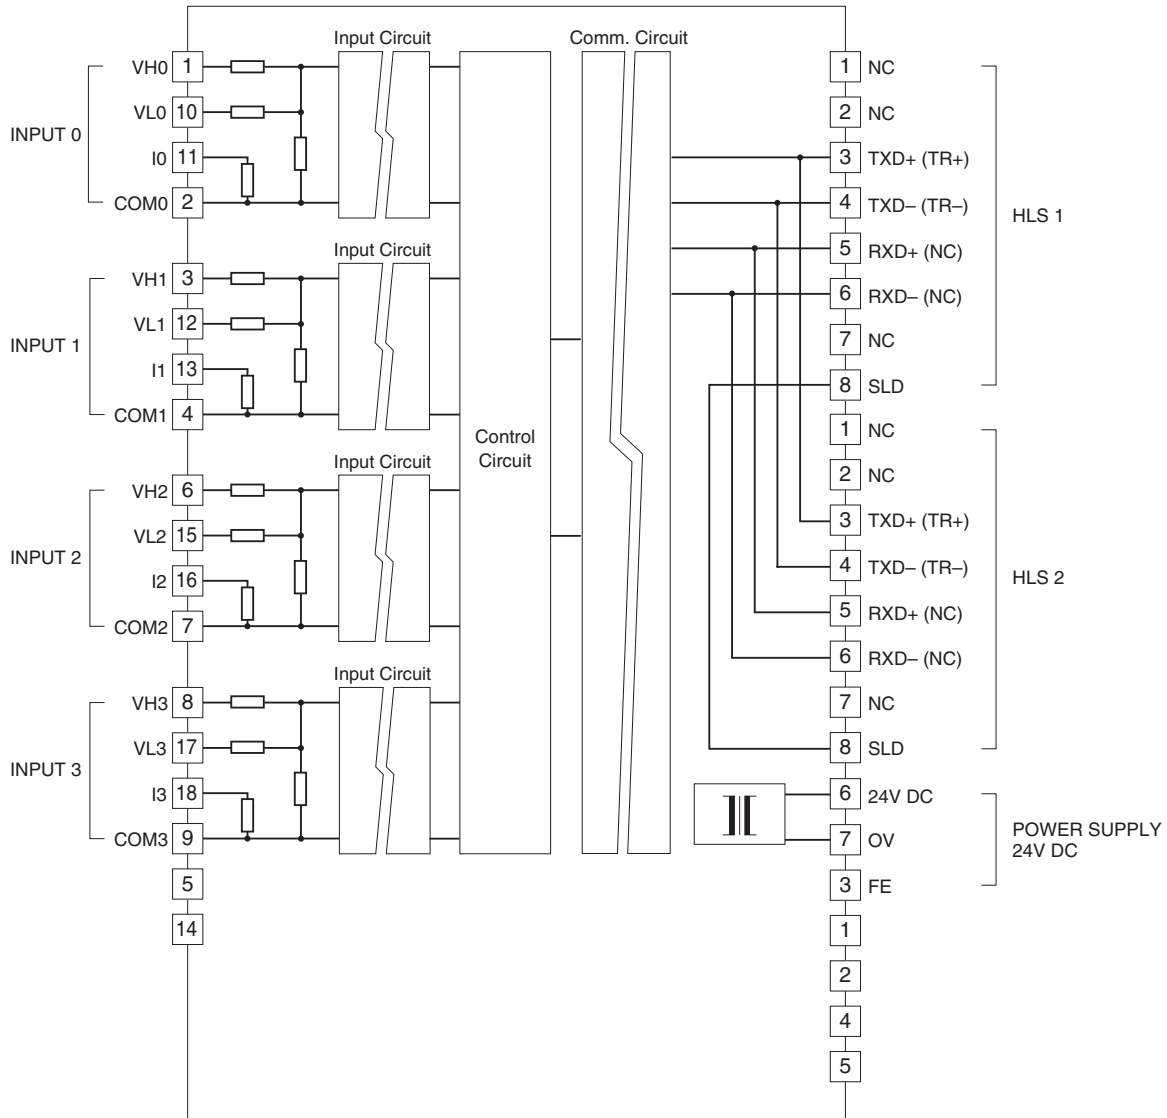 Input Circuit
Comm. Circuit
VH0 1
VL0 10
I0 11
COM0 2
INPUT 0
Input Circuit
VH1 3
VL1 12
I1 13
COM1 4
INPUT 1
Input Circuit
VH2 6
VL2 15
I2 16
COM2 7
INPUT 2
Input Circuit
VH3 8
VL3 17
I3 18
COM3 9
INPUT 3
5
14
Control
Circuit
1 NC
2 NC
3 TXD+ (TR+)
4 TXD– (TR–)
5 RXD+ (NC)
6 RXD– (NC)
7 NC
8 SLD
HLS 1
1 NC
2 NC
3 TXD+ (TR+)
4 TXD– (TR–)
5 RXD+ (NC)
6 RXD– (NC)
7 NC
8 SLD
HLS 2
6 24V DC
7 OV
3 FE
POWER SUPPLY
24V DC
1
2
4
5